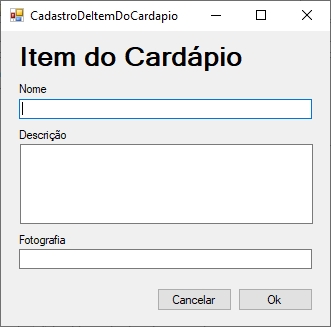 CadastroDeItemDoCardapio
Item do Cardápio
Nome
Descrição
Fotografia
Cancelar
Ok